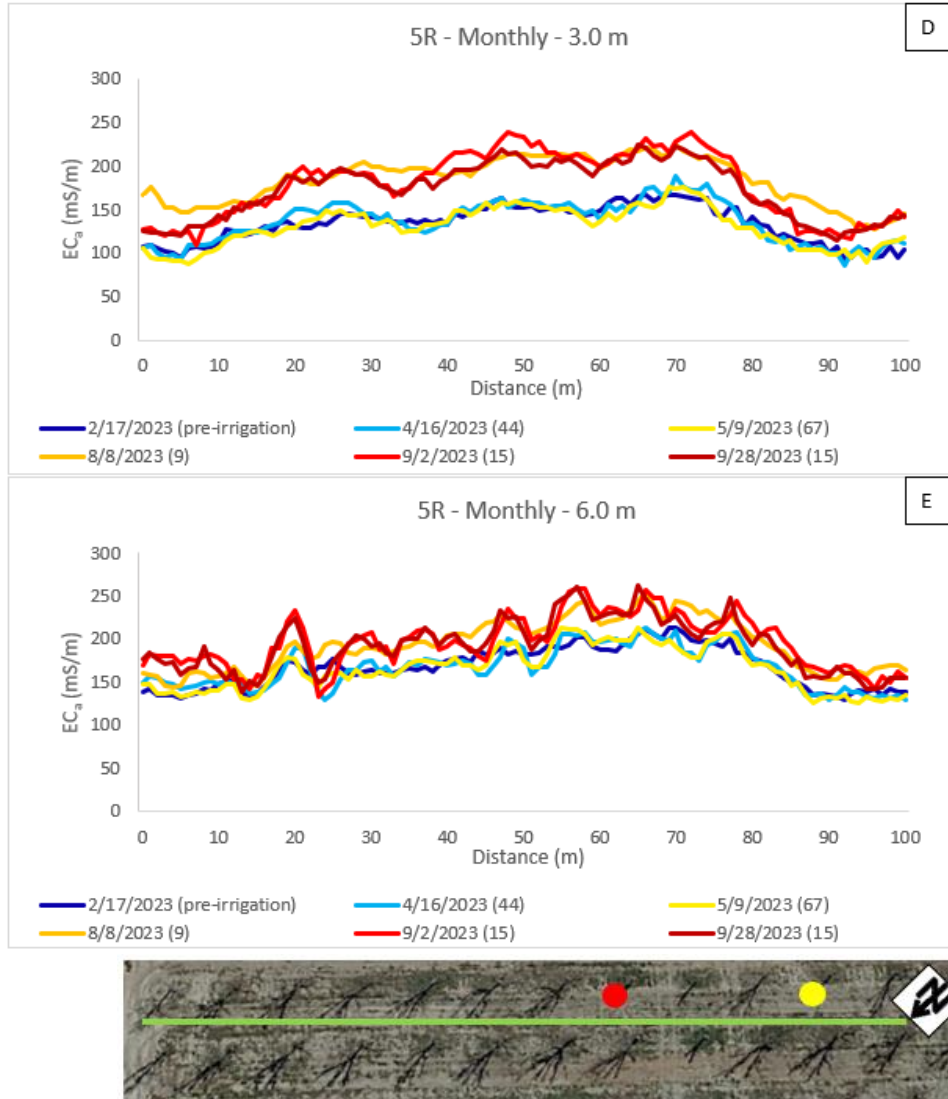 D
5R - Monthly - 3.0 m
300
250
200
150
100
50
0
ECa (mS/m)
0 10 20 30 40 50 60 70 80 90 100
Distance (m)
2/17/2023 (pre-irrigation) 4/16/2023 (44) 5/9/2023 (67)
8/8/2023 (9) 9/2/2023 (15) 9/28/2023 (15)
E
5R - Monthly - 6.0 m
300
250
200
150
100
50
0
ECa (mS/m)
0 10 20 30 40 50 60 70 80 90 100
Distance (m)
2/17/2023 (pre-irrigation) 4/16/2023 (44) 5/9/2023 (67)
8/8/2023 (9) 9/2/2023 (15) 9/28/2023 (15)
N